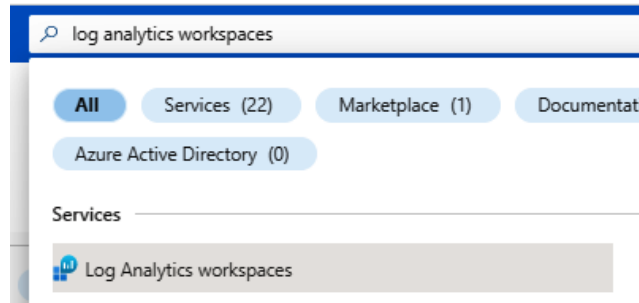 log analytics workspaces
All Services (22) Marketplace (1) Documentat
Azure Active Directory (0)
Services
Log Analytics workspaces